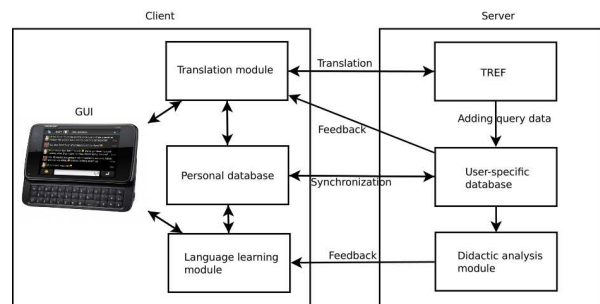 Client
Server
Translation module
Translation
TREF
GUI
Adding query data
Feedback
Personal database
Synchronization
User-specific
database
Language learning
module
Feedback
Didactic analysis
module